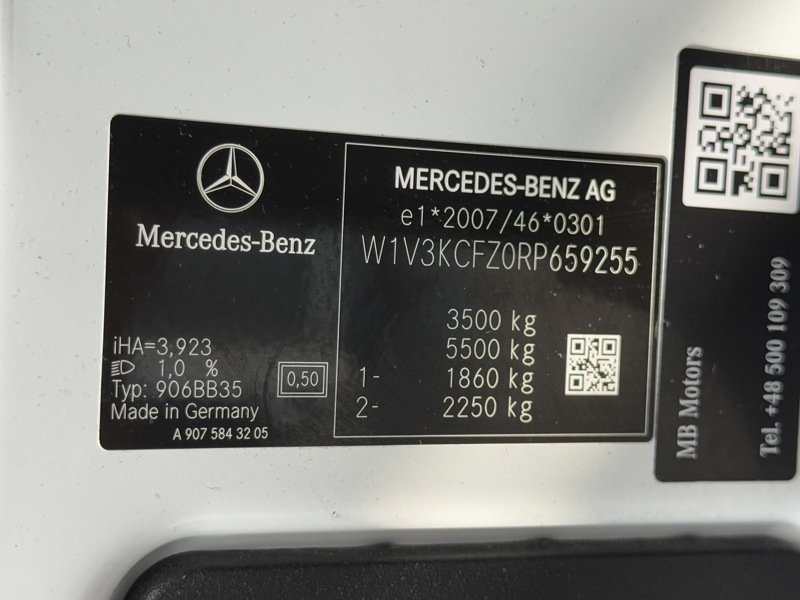 Mercedes-Benz
iHA=3,923
1,0 %
Typ: 906BB35
Made in Germany
A 907 584 32 05
0,50
MERCEDES-BENZ AG
e1*2007/46*0301
W1V3KCFZ0RP659255
3500 kg
5500 kg
1- 1860 kg
2- 2250 kg
MB Motors
Tel. +48 500 109 309